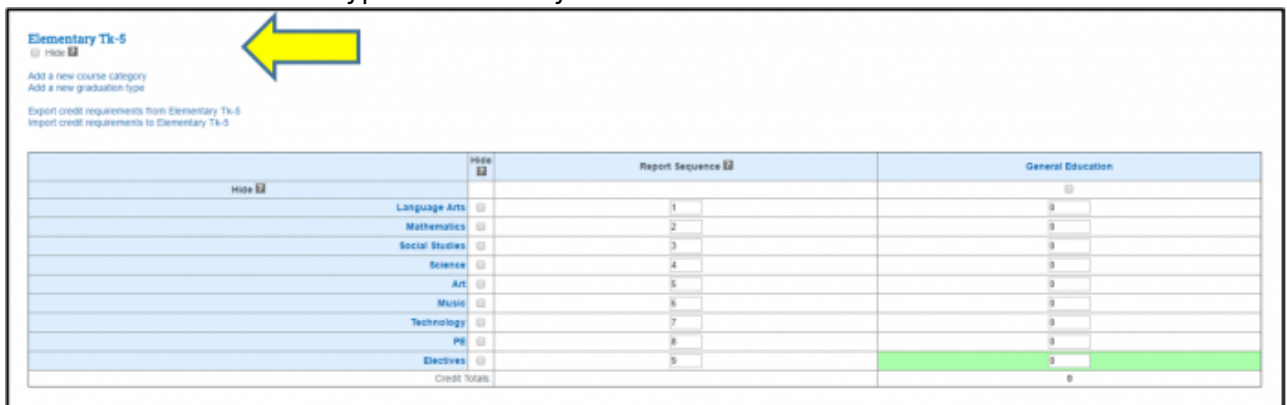 Elementary Tk-5
Hide ?
Add a new course category
Add a new graduation type
Export credit requirements from Elementary Tk-5
Import credit requirements to Elementary Tk-5
Hide ? Report Sequence ? General Education
Hide ?
Language Arts 1 0
Mathematics 2 0
Social Studies 3 0
Science 4 0
Art 5 0
Music 6 0
Technology 7 0
PE 8 0
Electives 9 0
Credit Totals: 0